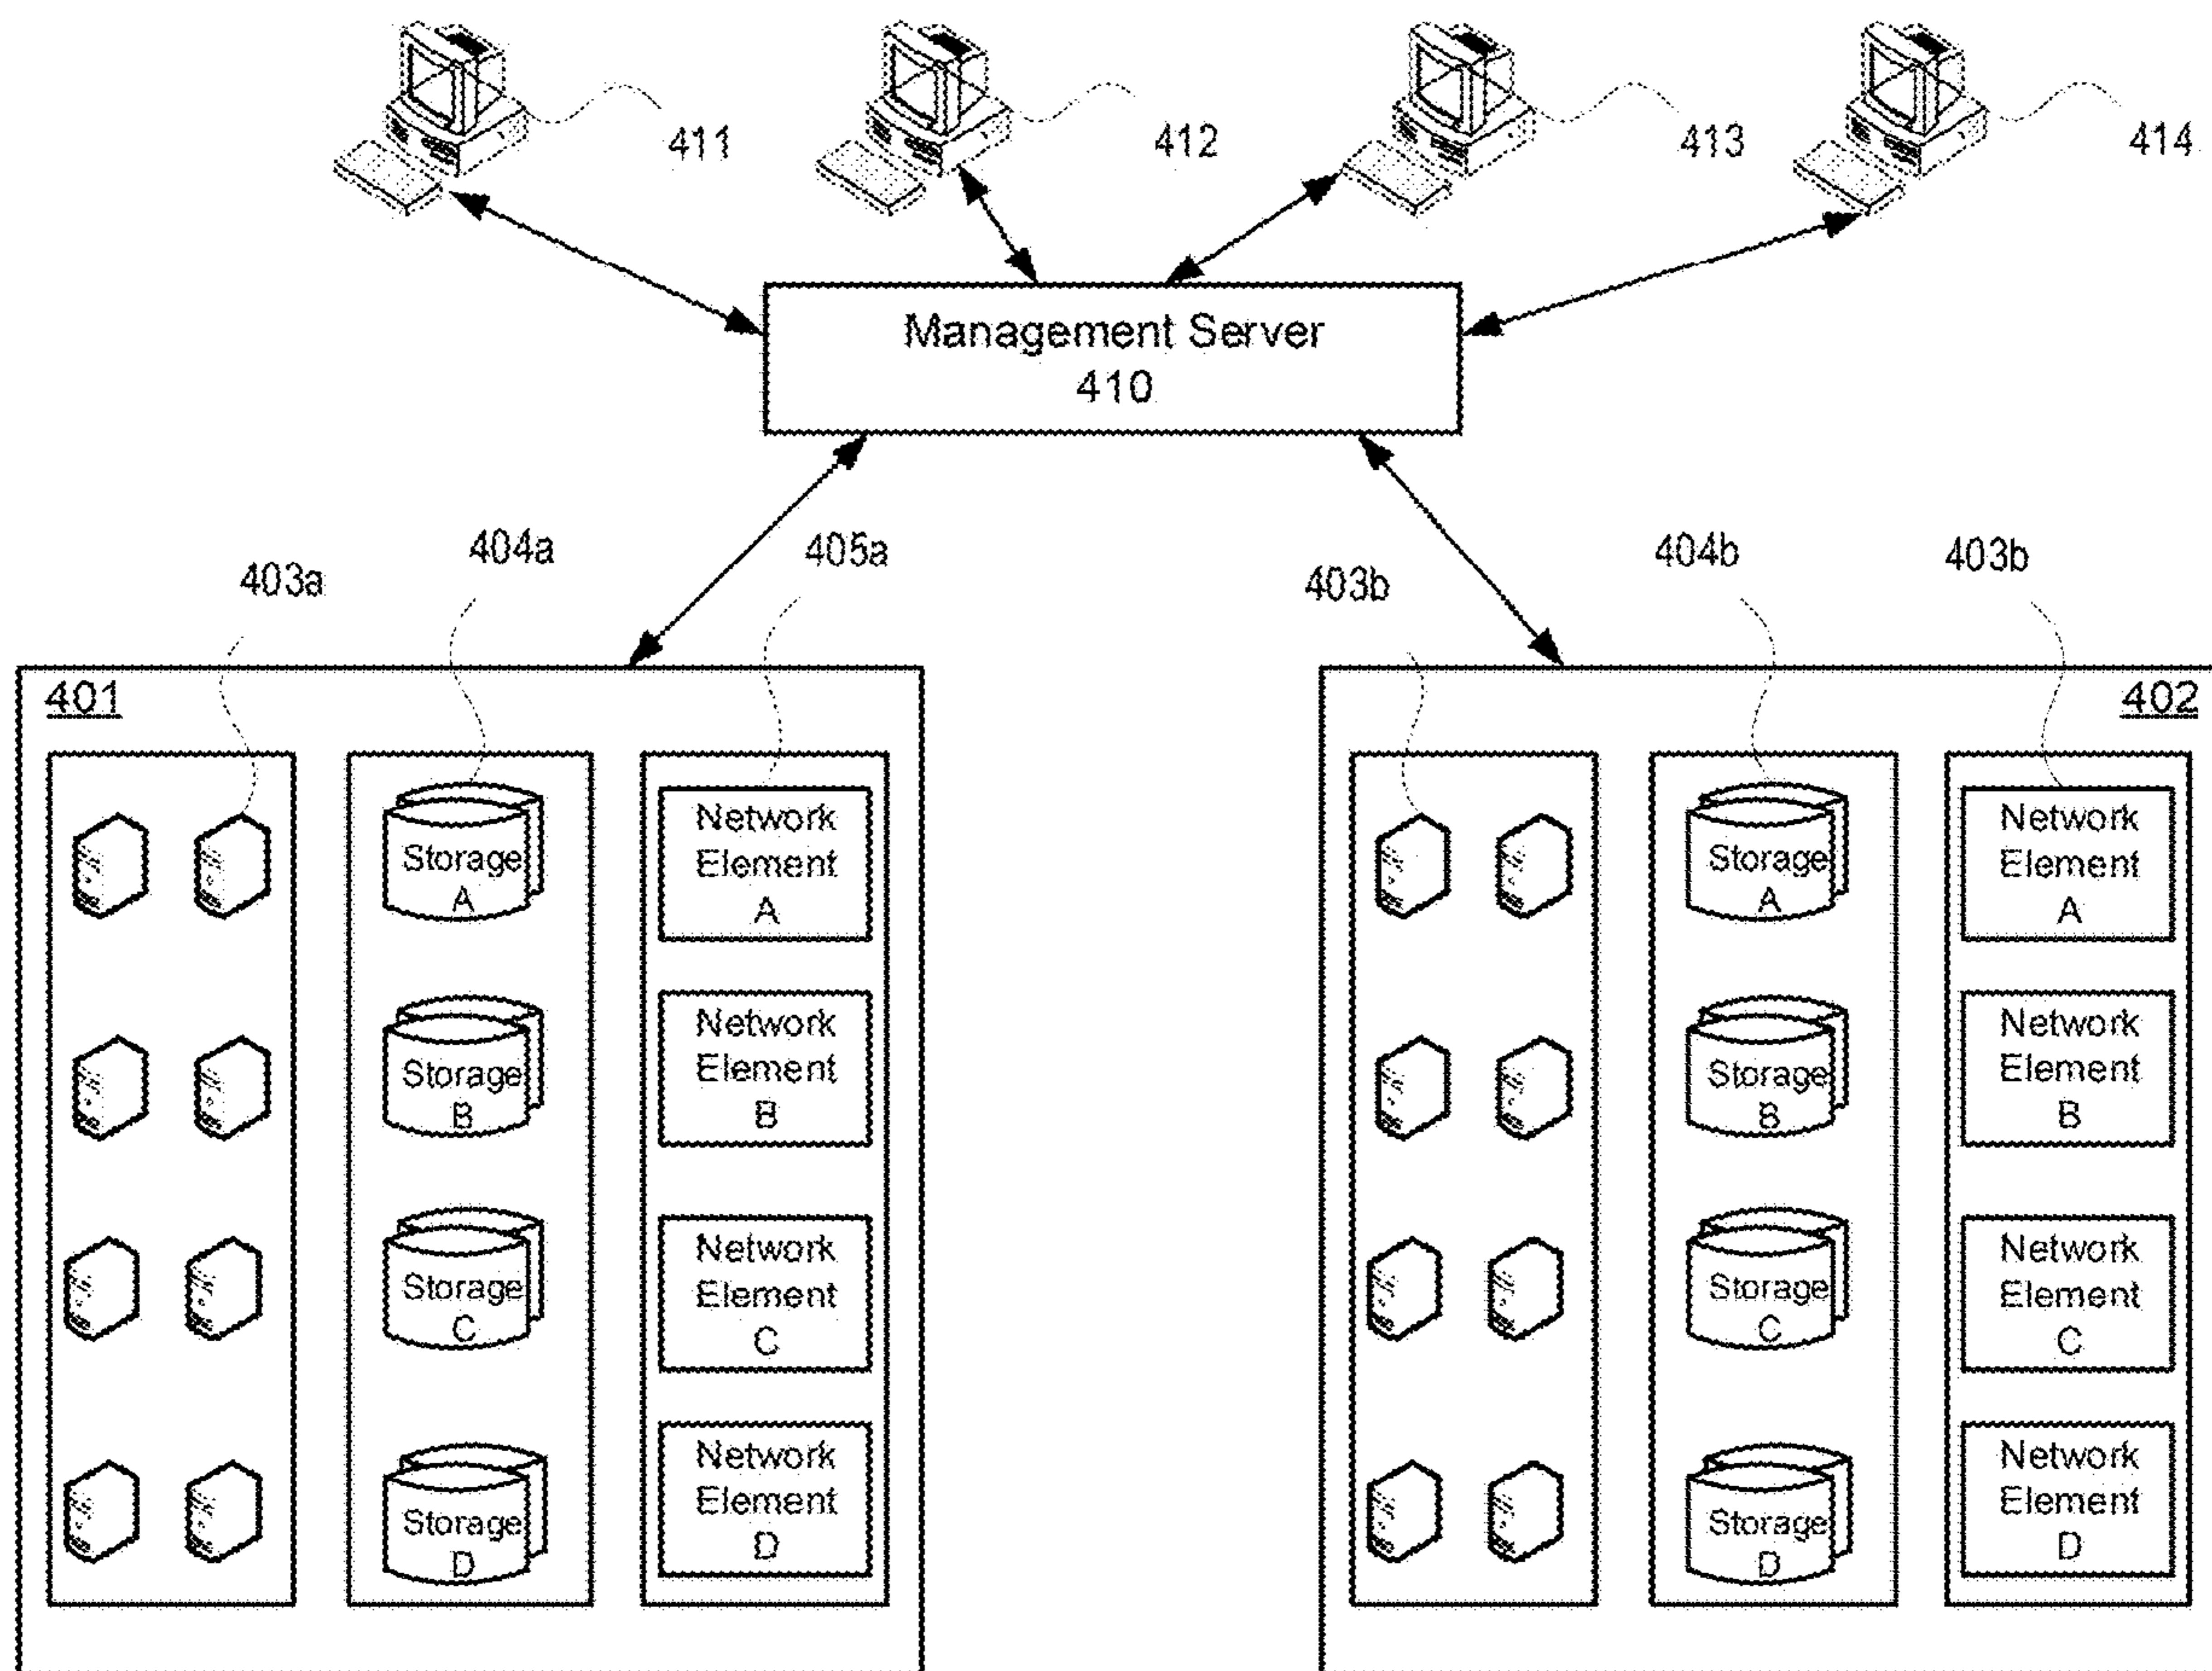 411
412
413
414
Management Server
410
403a
404a
405a
403b
404b
403b
401
Storage
A
Storage
B
Storage
C
Storage
D
Network
Element
A
Network
Element
B
Network
Element
C
Network
Element
D
402
Storage
A
Storage
B
Storage
C
Storage
D
Network
Element
A
Network
Element
B
Network
Element
C
Network
Element
D